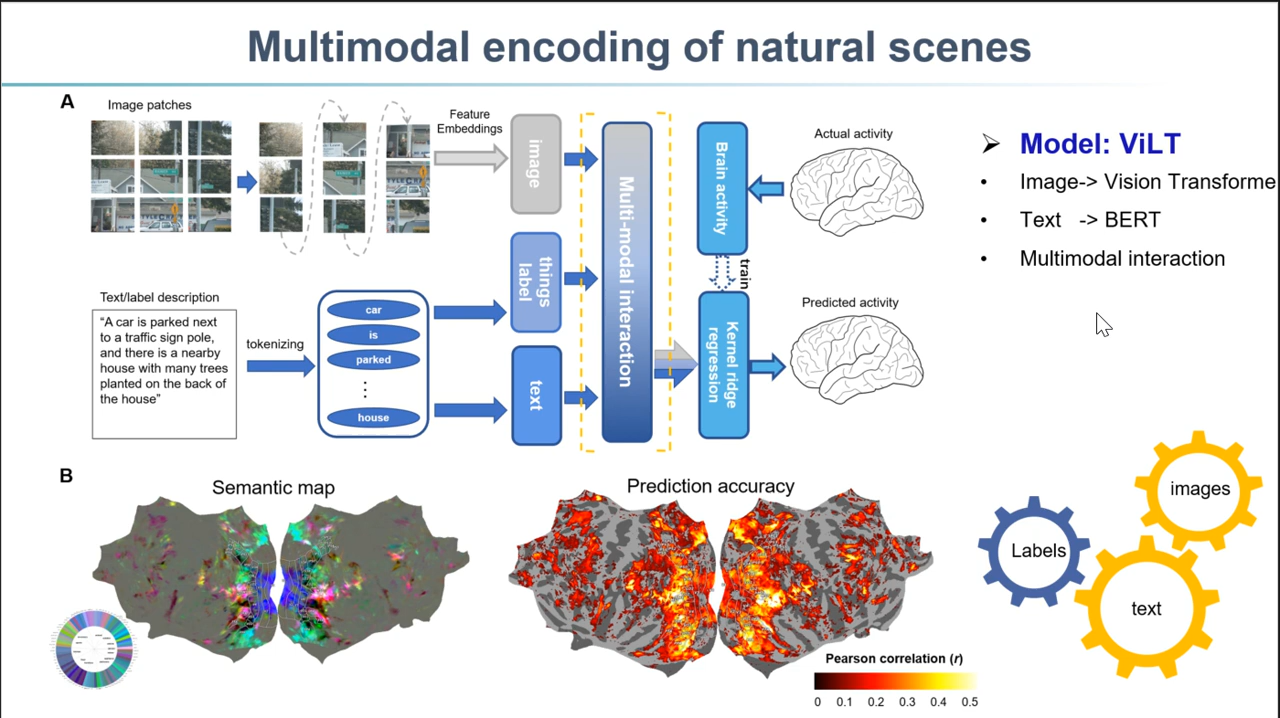 Multimodal encoding of natural scenes
A
Image patches
Feature
Embeddings
image
things
label
text
Multi-modal interaction
Brain activity
train
Kernel ridge
regression
Actual activity
Predicted activity
Text/label description
"A car is parked next
to a traffic sign pole,
and there is a nearby
house with many trees
planted on the back of
the house"
tokenizing
car
is
parked
⋮
house
➢ Model: ViLT
• Image-> Vision Transforme
• Text -> BERT
• Multimodal interaction
B
Semantic map
Prediction accuracy
Pearson correlation (r)
0 0.1 0.2 0.3 0.4 0.5
images
Labels
text